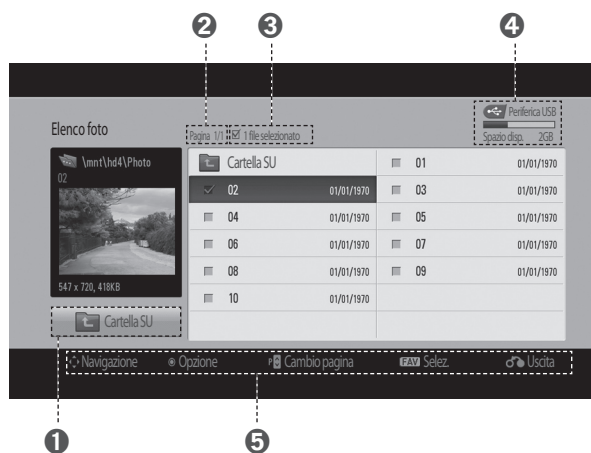 2 3 4
Periferica USB
Elenco foto Pagina 1/1 1 file selezionato Spazio disp. 2GB
\mnt\hd4\Photo
02
Cartella SU 01 01/01/1970
02 01/01/1970 03 01/01/1970
04 01/01/1970 05 01/01/1970
06 01/01/1970 07 01/01/1970
08 01/01/1970 09 01/01/1970
10 01/01/1970
547 x 720, 418KB
Cartella SU
Navigazione Opzione P Cambio pagina FAV Selez. Uscita
1 5